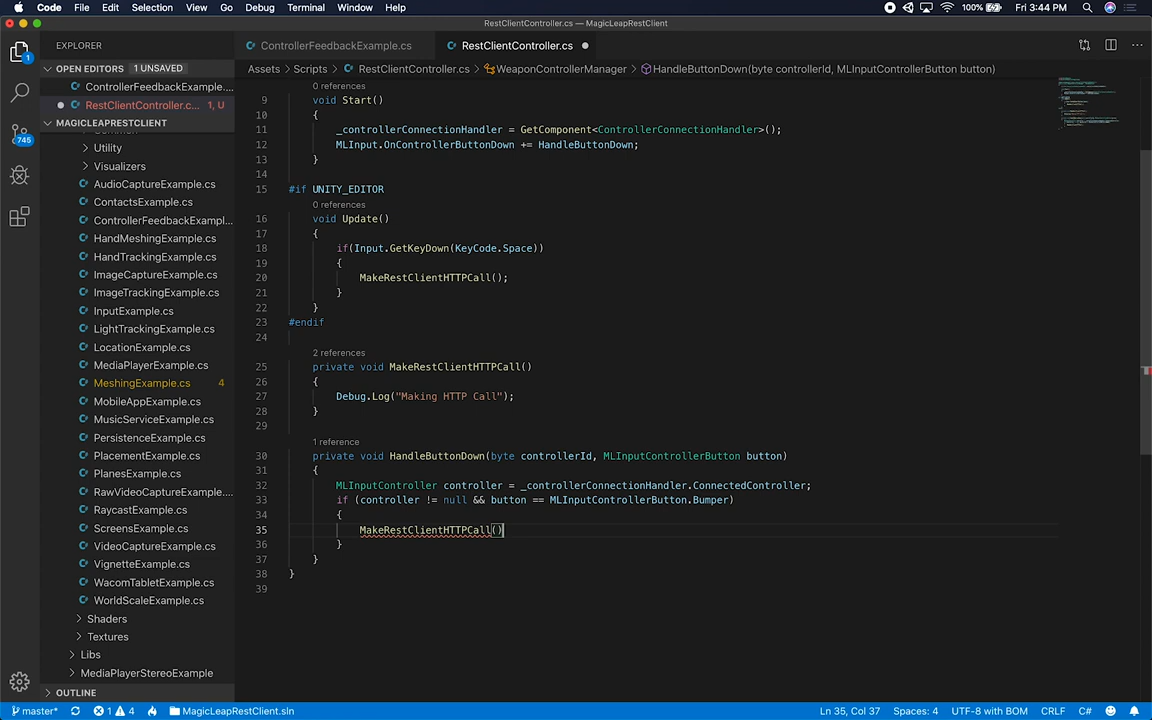 Code File Edit Selection View Go Debug Terminal Window Help 100% Fri 3:44 PM
RestClientController.cs — MagicLeapRestClient
EXPLORER
OPEN EDITORS 1 UNSAVED
ControllerFeedbackExample....
RestClientController.c... 1, U
MAGICLEAPRESTCLIENT
Utility
Visualizers
AudioCaptureExample.cs
ContactsExample.cs
ControllerFeedbackExampl...
HandMeshingExample.cs
HandTrackingExample.cs
ImageCaptureExample.cs
ImageTrackingExample.cs
InputExample.cs
LightTrackingExample.cs
LocationExample.cs
MediaPlayerExample.cs
MeshingExample.cs 4
MobileAppExample.cs
MusicServiceExample.cs
PersistenceExample.cs
PlacementExample.cs
PlanesExample.cs
RawVideoCaptureExample....
RaycastExample.cs
ScreensExample.cs
VideoCaptureExample.cs
VignetteExample.cs
WacomTabletExample.cs
WorldScaleExample.cs
Shaders
Textures
Libs
MediaPlayerStereoExample
OUTLINE
1
745
ControllerFeedbackExample.cs RestClientController.cs
Assets > Scripts > RestClientController.cs > WeaponControllerManager > HandleButtonDown(byte controllerId, MLInputControllerButton button)
0 references
9 void Start()
10 {
11 _controllerConnectionHandler = GetComponent<ControllerConnectionHandler>();
12 MLInput.OnControllerButtonDown += HandleButtonDown;
13 }
14
15 #if UNITY_EDITOR
0 references
16 void Update()
17 {
18 if(Input.GetKeyDown(KeyCode.Space))
19 {
20 MakeRestClientHTTPCall();
21 }
22 }
23 #endif
24
2 references
25 private void MakeRestClientHTTPCall()
26 {
27 Debug.Log("Making HTTP Call");
28 }
29
1 reference
30 private void HandleButtonDown(byte controllerId, MLInputControllerButton button)
31 {
32 MLInputController controller = _controllerConnectionHandler.ConnectedController;
33 if (controller != null && button == MLInputControllerButton.Bumper)
34 {
35 MakeRestClientHTTPCall()
36 }
37 }
38 }
39
master* 1 4 MagicLeapRestClient.sln Ln 35, Col 37 Spaces: 4 UTF-8 with BOM CRLF C#